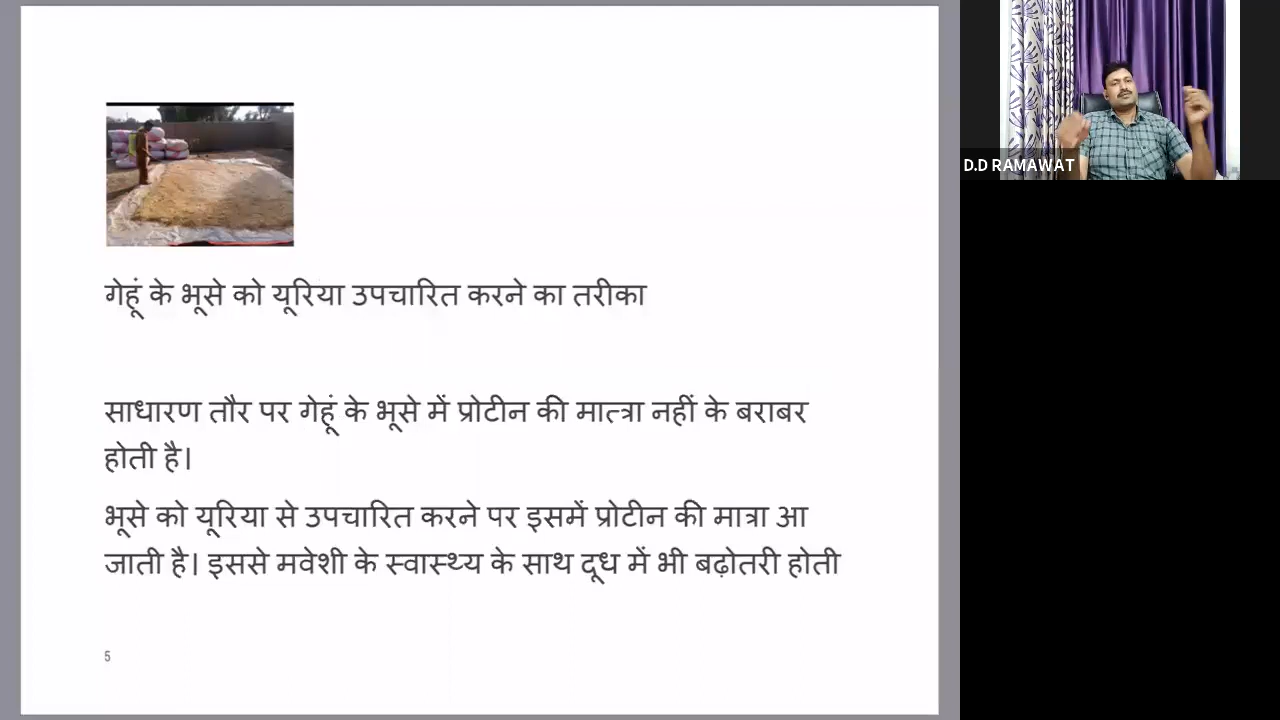 गेहूं के भूसे को यूरिया उपचारित करने का तरीका
साधारण तौर पर गेहूं के भूसे में प्रोटीन की मात्त्रा नहीं के बराबर
होती है।
भूसे को यूरिया से उपचारित करने पर इसमें प्रोटीन की मात्रा आ
जाती है। इससे मवेशी के स्वास्थ्य के साथ दूध में भी बढ़ोतरी होती
5
D.D RAMAWAT